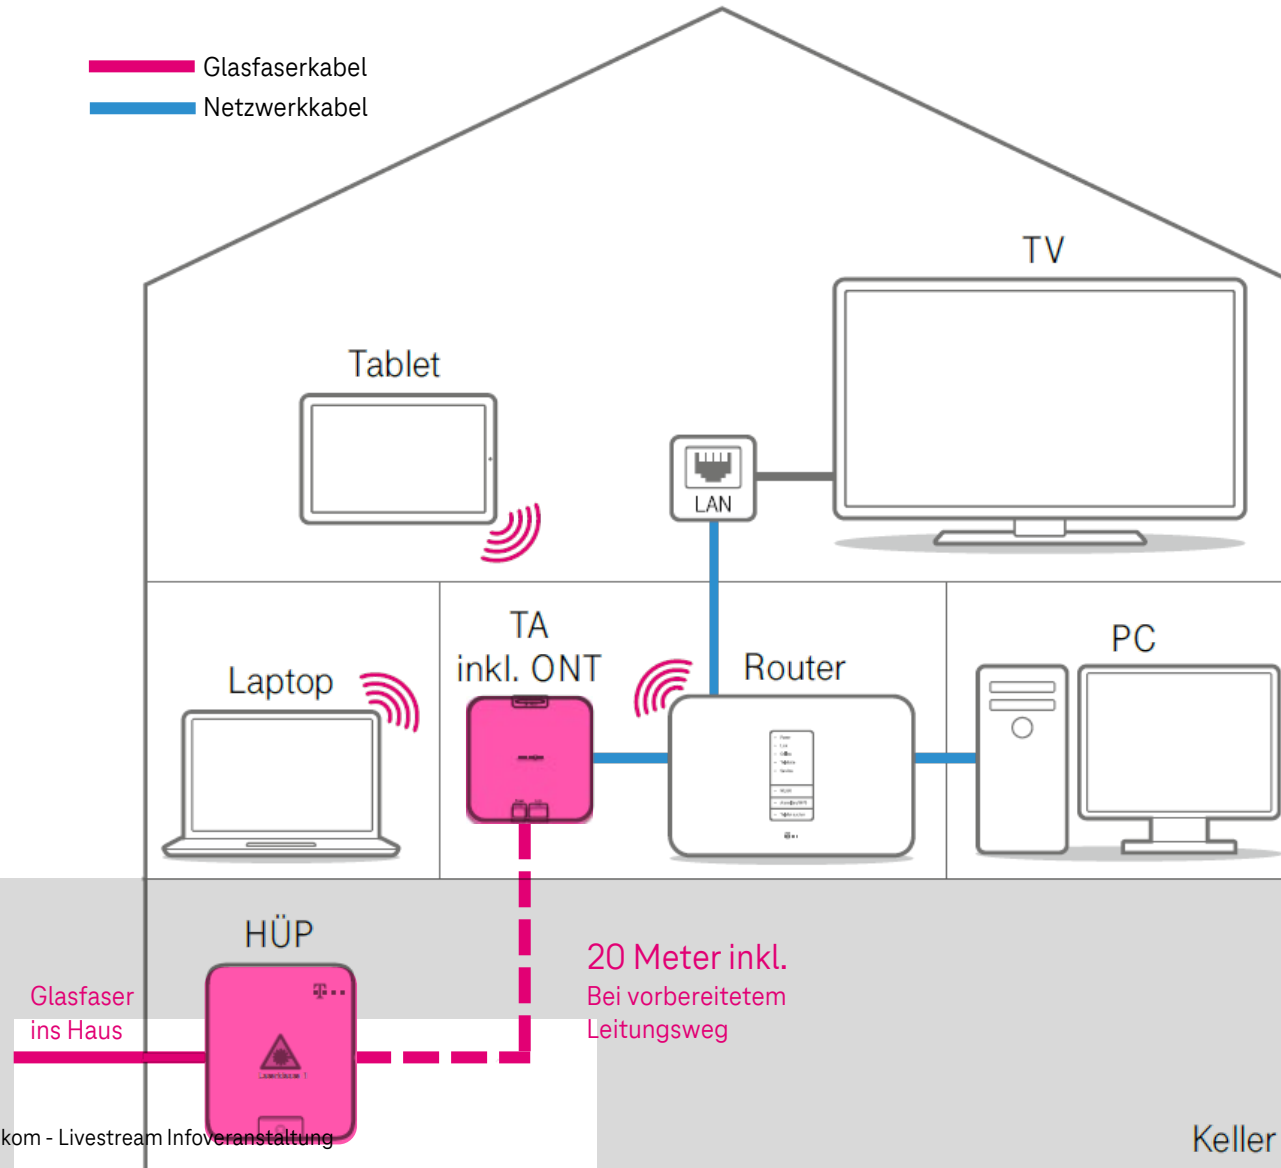 Glasfaserkabel
Netzwerkkabel
TV
Tablet
LAN
TA
inkl. ONT
Router
PC
Laptop
HÜP
20 Meter inkl.
Bei vorbereitetem
Leitungsweg
Glasfaser
ins Haus
kom - Livestream Infoveranstaltung
Keller